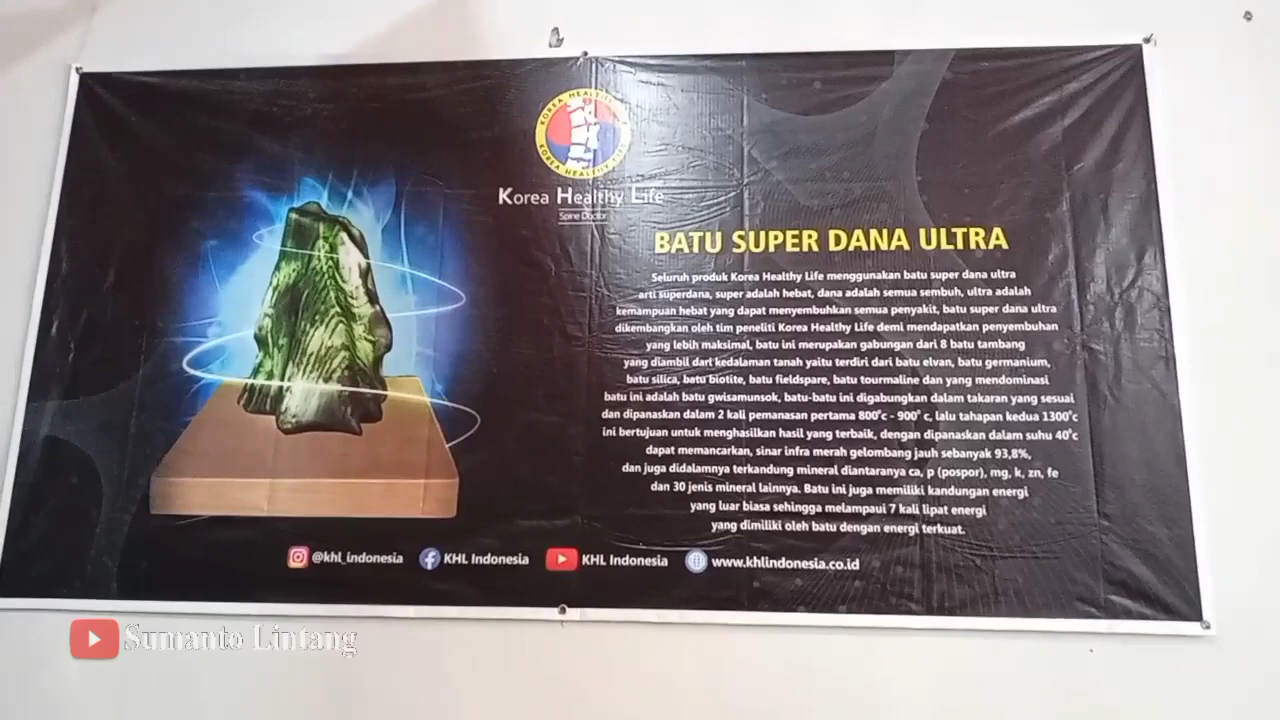 KOREA HEALTHY LIFE
KOREA HEALTHY LIFE
Korea Healthy Life
Spine Doctor
BATU SUPER DANA ULTRA
Seluruh produk Korea Healthy Life menggunakan batu super dana ultra
arti superdana, super adalah hebat, dana adalah semua sembuh, ultra adalah
kemampuan hebat yang dapat menyembuhkan semua penyakit, batu super dana ultra
dikembangkan oleh tim peneliti Korea Healthy Life demi mendapatkan penyembuhan
yang lebih maksimal, batu ini merupakan gabungan dari 8 batu tambang
yang diambil dari kedalaman tanah yaitu terdiri dari batu elvan, batu germanium,
batu silica, batu biotite, batu fieldspare, batu tourmaline dan yang mendominasi
batu ini adalah batu gwisamunsok, batu-batu ini digabungkan dalam takaran yang sesuai
dan dipanaskan dalam 2 kali pemanasan pertama 800°c - 900° c, lalu tahapan kedua 1300°c
ini bertujuan untuk menghasilkan hasil yang terbaik, dengan dipanaskan dalam suhu 40°c
dapat memancarkan, sinar infra merah gelombang jauh sebanyak 93,8%,
dan juga didalamnya terkandung mineral diantaranya ca, p (pospor), mg, k, zn, fe
dan 30 jenis mineral lainnya. Batu ini juga memiliki kandungan energi
yang luar biasa sehingga melampaui 7 kali lipat energi
yang dimiliki oleh batu dengan energi terkuat.
@khl_indonesia KHL Indonesia KHL Indonesia www.khlindonesia.co.id
Sumanto Lintang